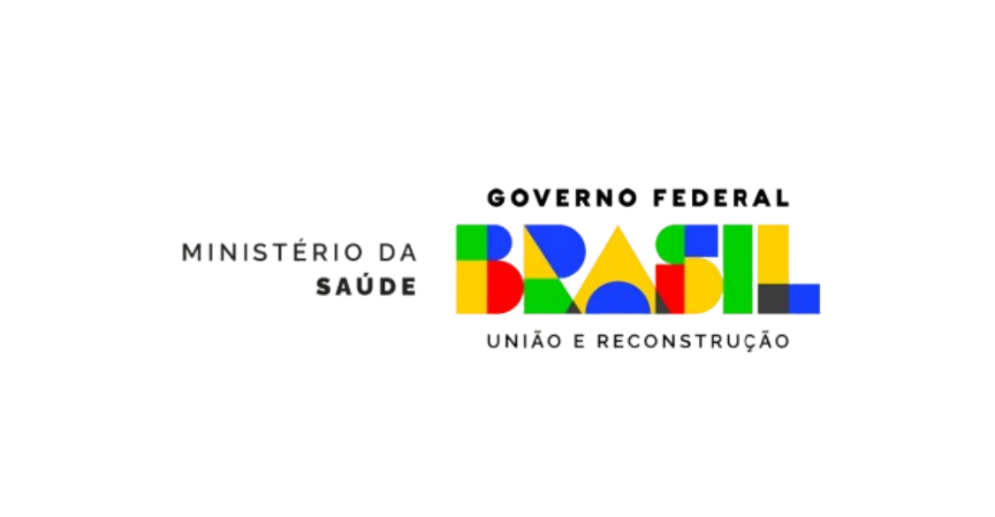 MINISTÉRIO DA
SAÚDE
GOVERNO FEDERAL
BRASIL
UNIÃO E RECONSTRUÇÃO